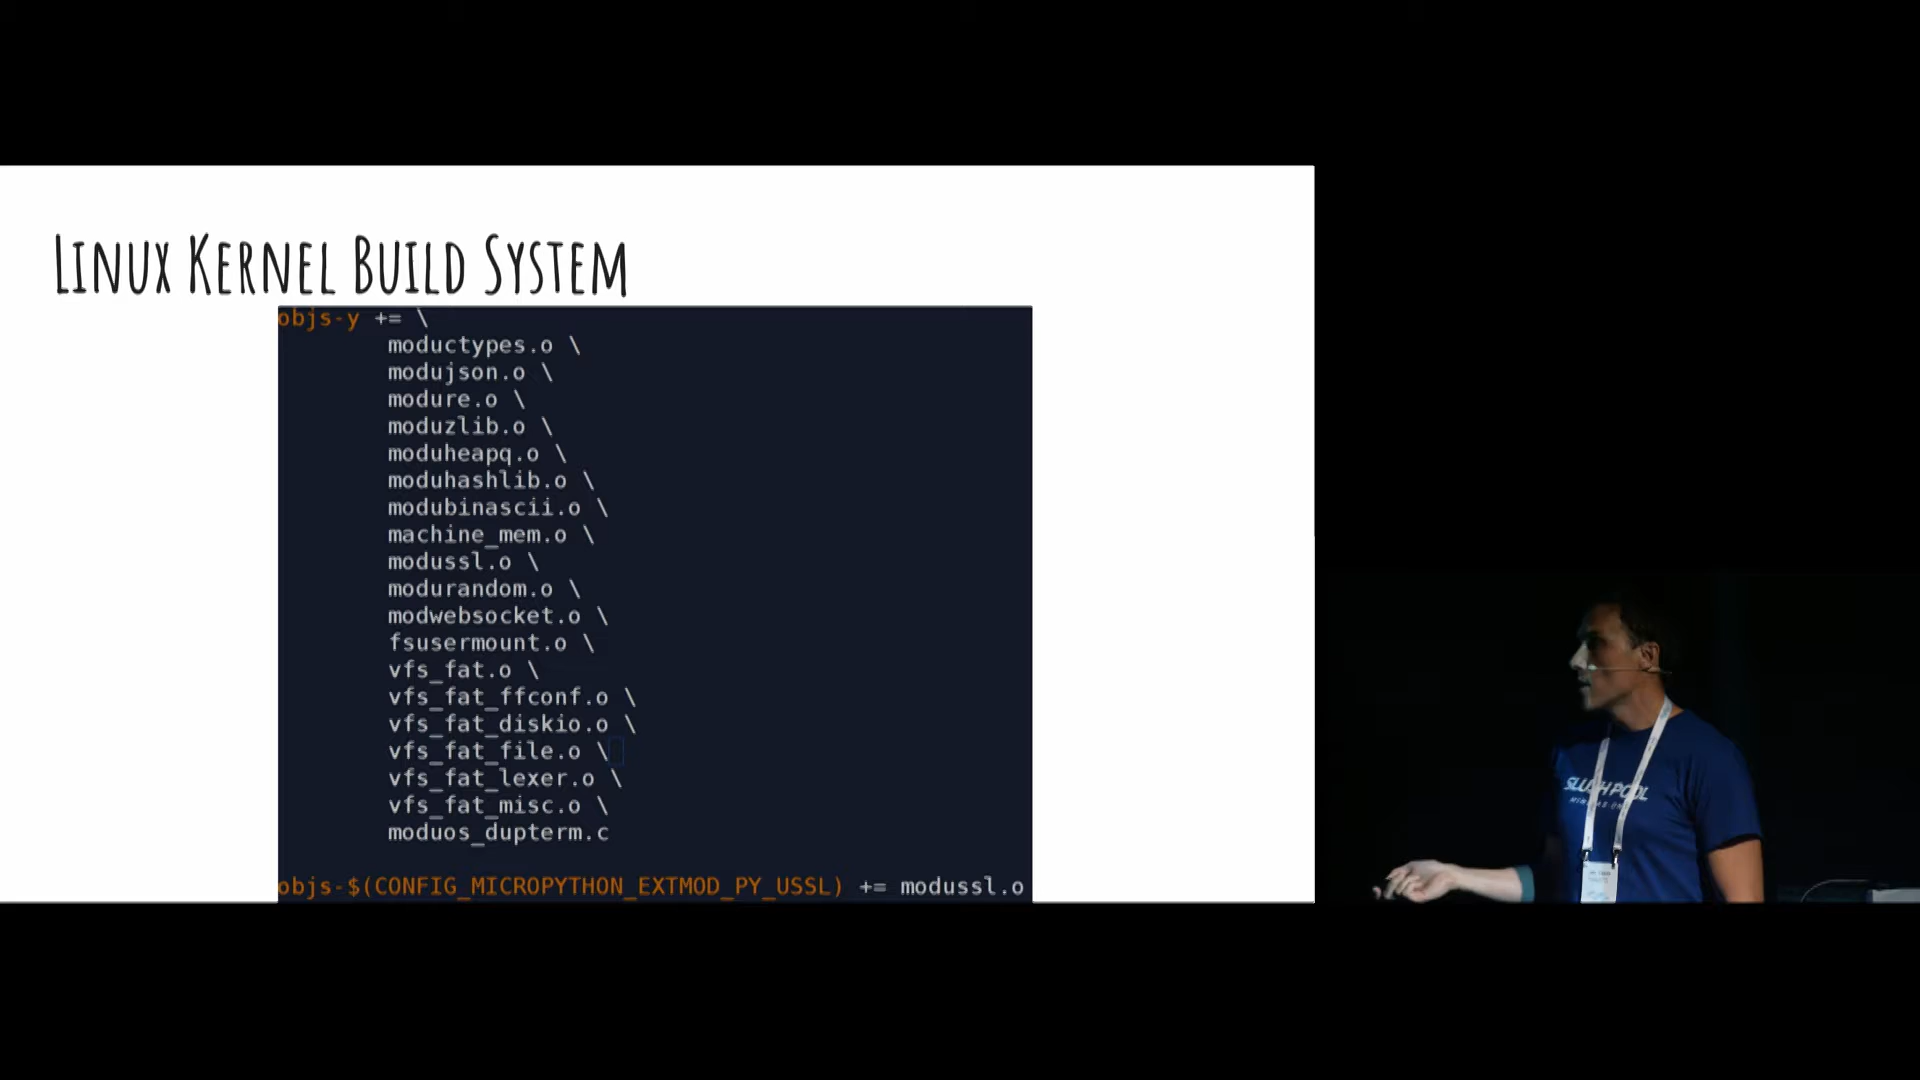 LINUX KERNEL BUILD SYSTEM
objs-y += \
moductypes.o \
modujson.o \
modure.o \
moduzlib.o \
moduheapq.o \
moduhashlib.o \
modubinascii.o \
machine_mem.o \
modussl.o \
modurandom.o \
modwebsocket.o \
fsusermount.o \
vfs_fat.o \
vfs_fat_ffconf.o \
vfs_fat_diskio.o \
vfs_fat_file.o \
vfs_fat_lexer.o \
vfs_fat_misc.o \
moduos_dupterm.c
objs-$(CONFIG_MICROPYTHON_EXTMOD_PY_USSL) += modussl.o
POOL